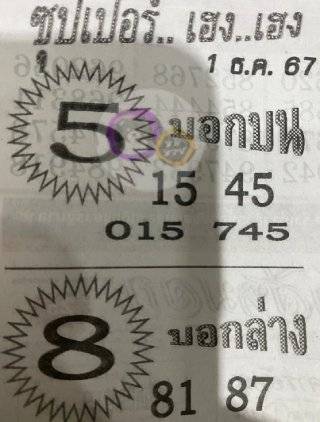 ซุปเปอร์.. เฮง..เฮง
1 ธ.ค. 67
5 บอกบน
15 45
015 745
8 บอกล่าง
81 87